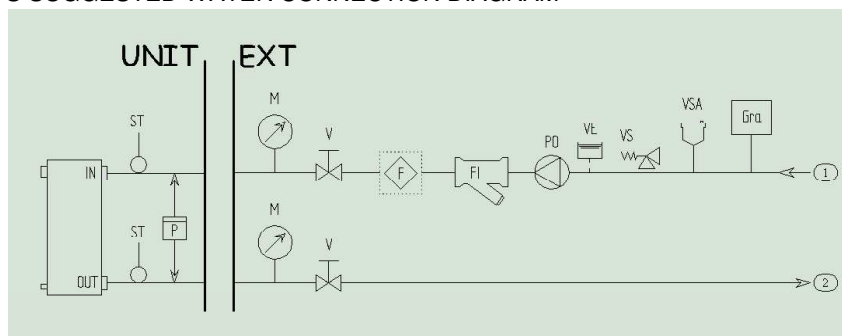 SUGGESTED WATER CONNECTION DIAGRAM
UNIT EXT
ST
IN
M
V
F
FI
PO
VE
VS
VSA
Gra
1
P
ST
OUT
M
V
2